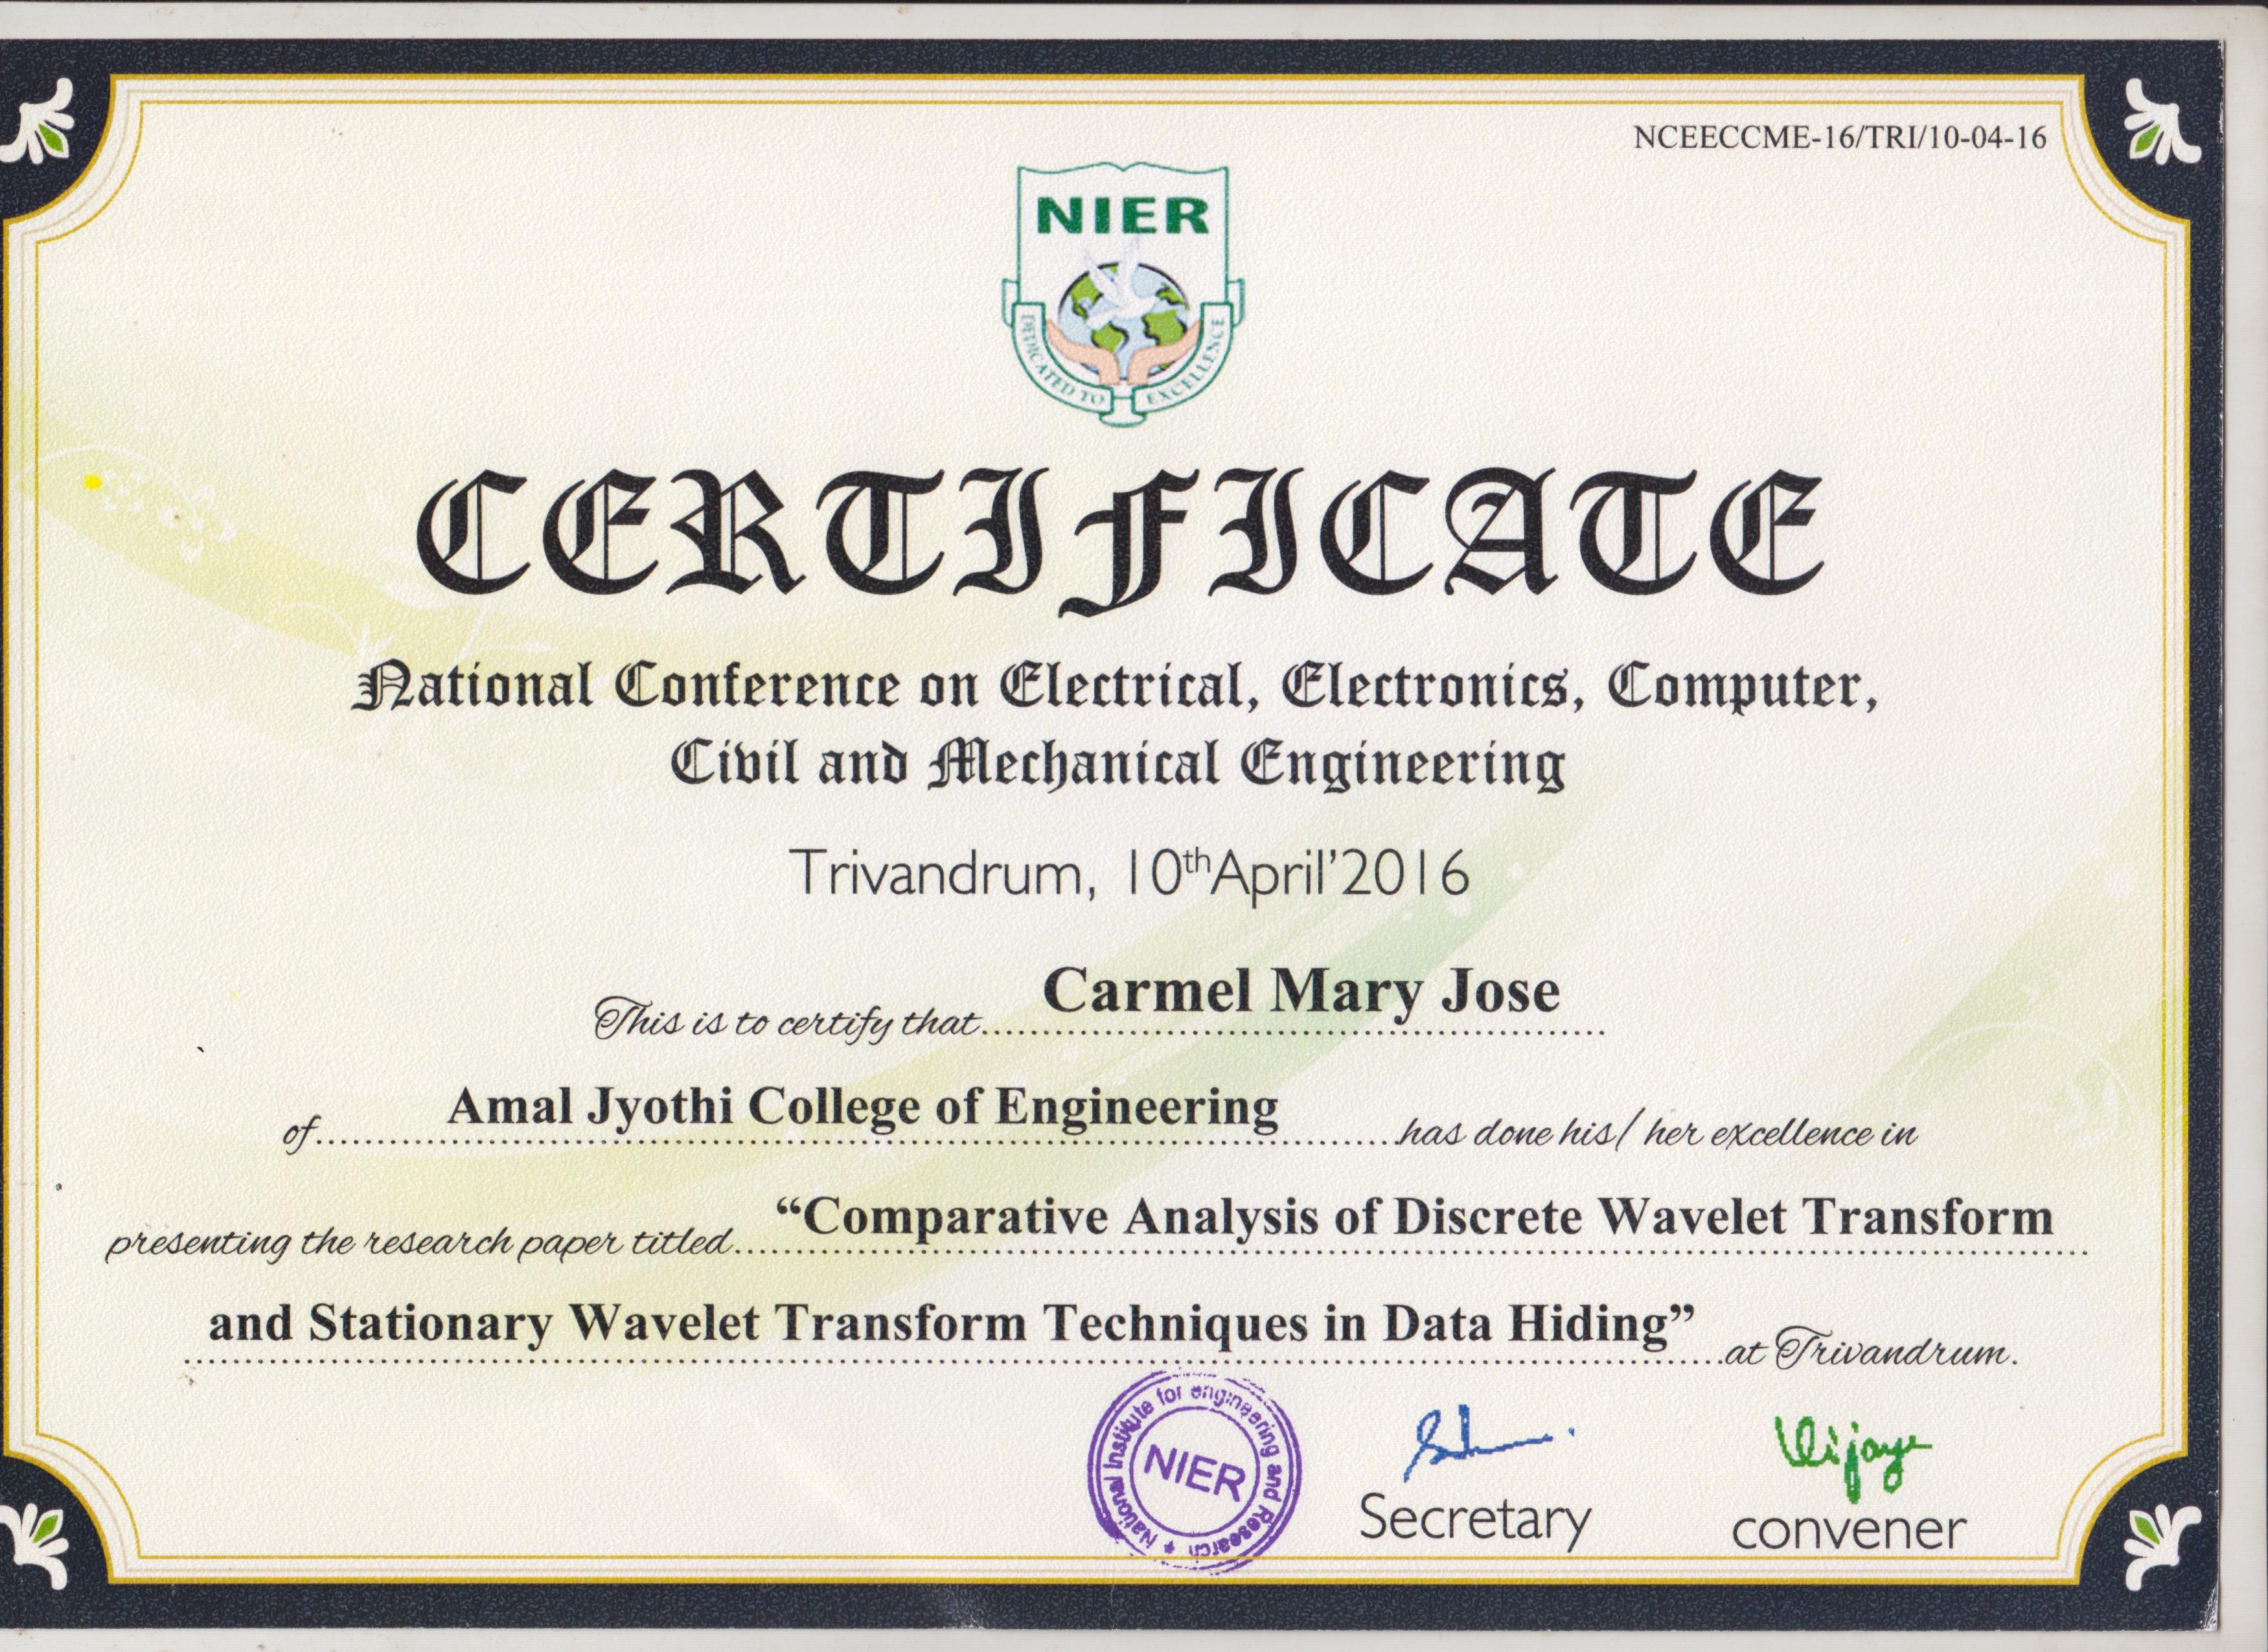 NCEECCME-16/TRI/10-04-16
NIER
DEDICATED TO EXCELLENCE
CERTIFICATE
National Conference on Electrical, Electronics, Computer,
Civil and Mechanical Engineering
Trivandrum, 10th April'2016
This is to certify that Carmel Mary Jose
of Amal Jyothi College of Engineering has done his/ her excellence in
presenting the research paper titled “Comparative Analysis of Discrete Wavelet Transform
and Stationary Wavelet Transform Techniques in Data Hiding” at Trivandrum.
National Institute for engineering and Research *
NIER
Vijaya
Secretary
convener